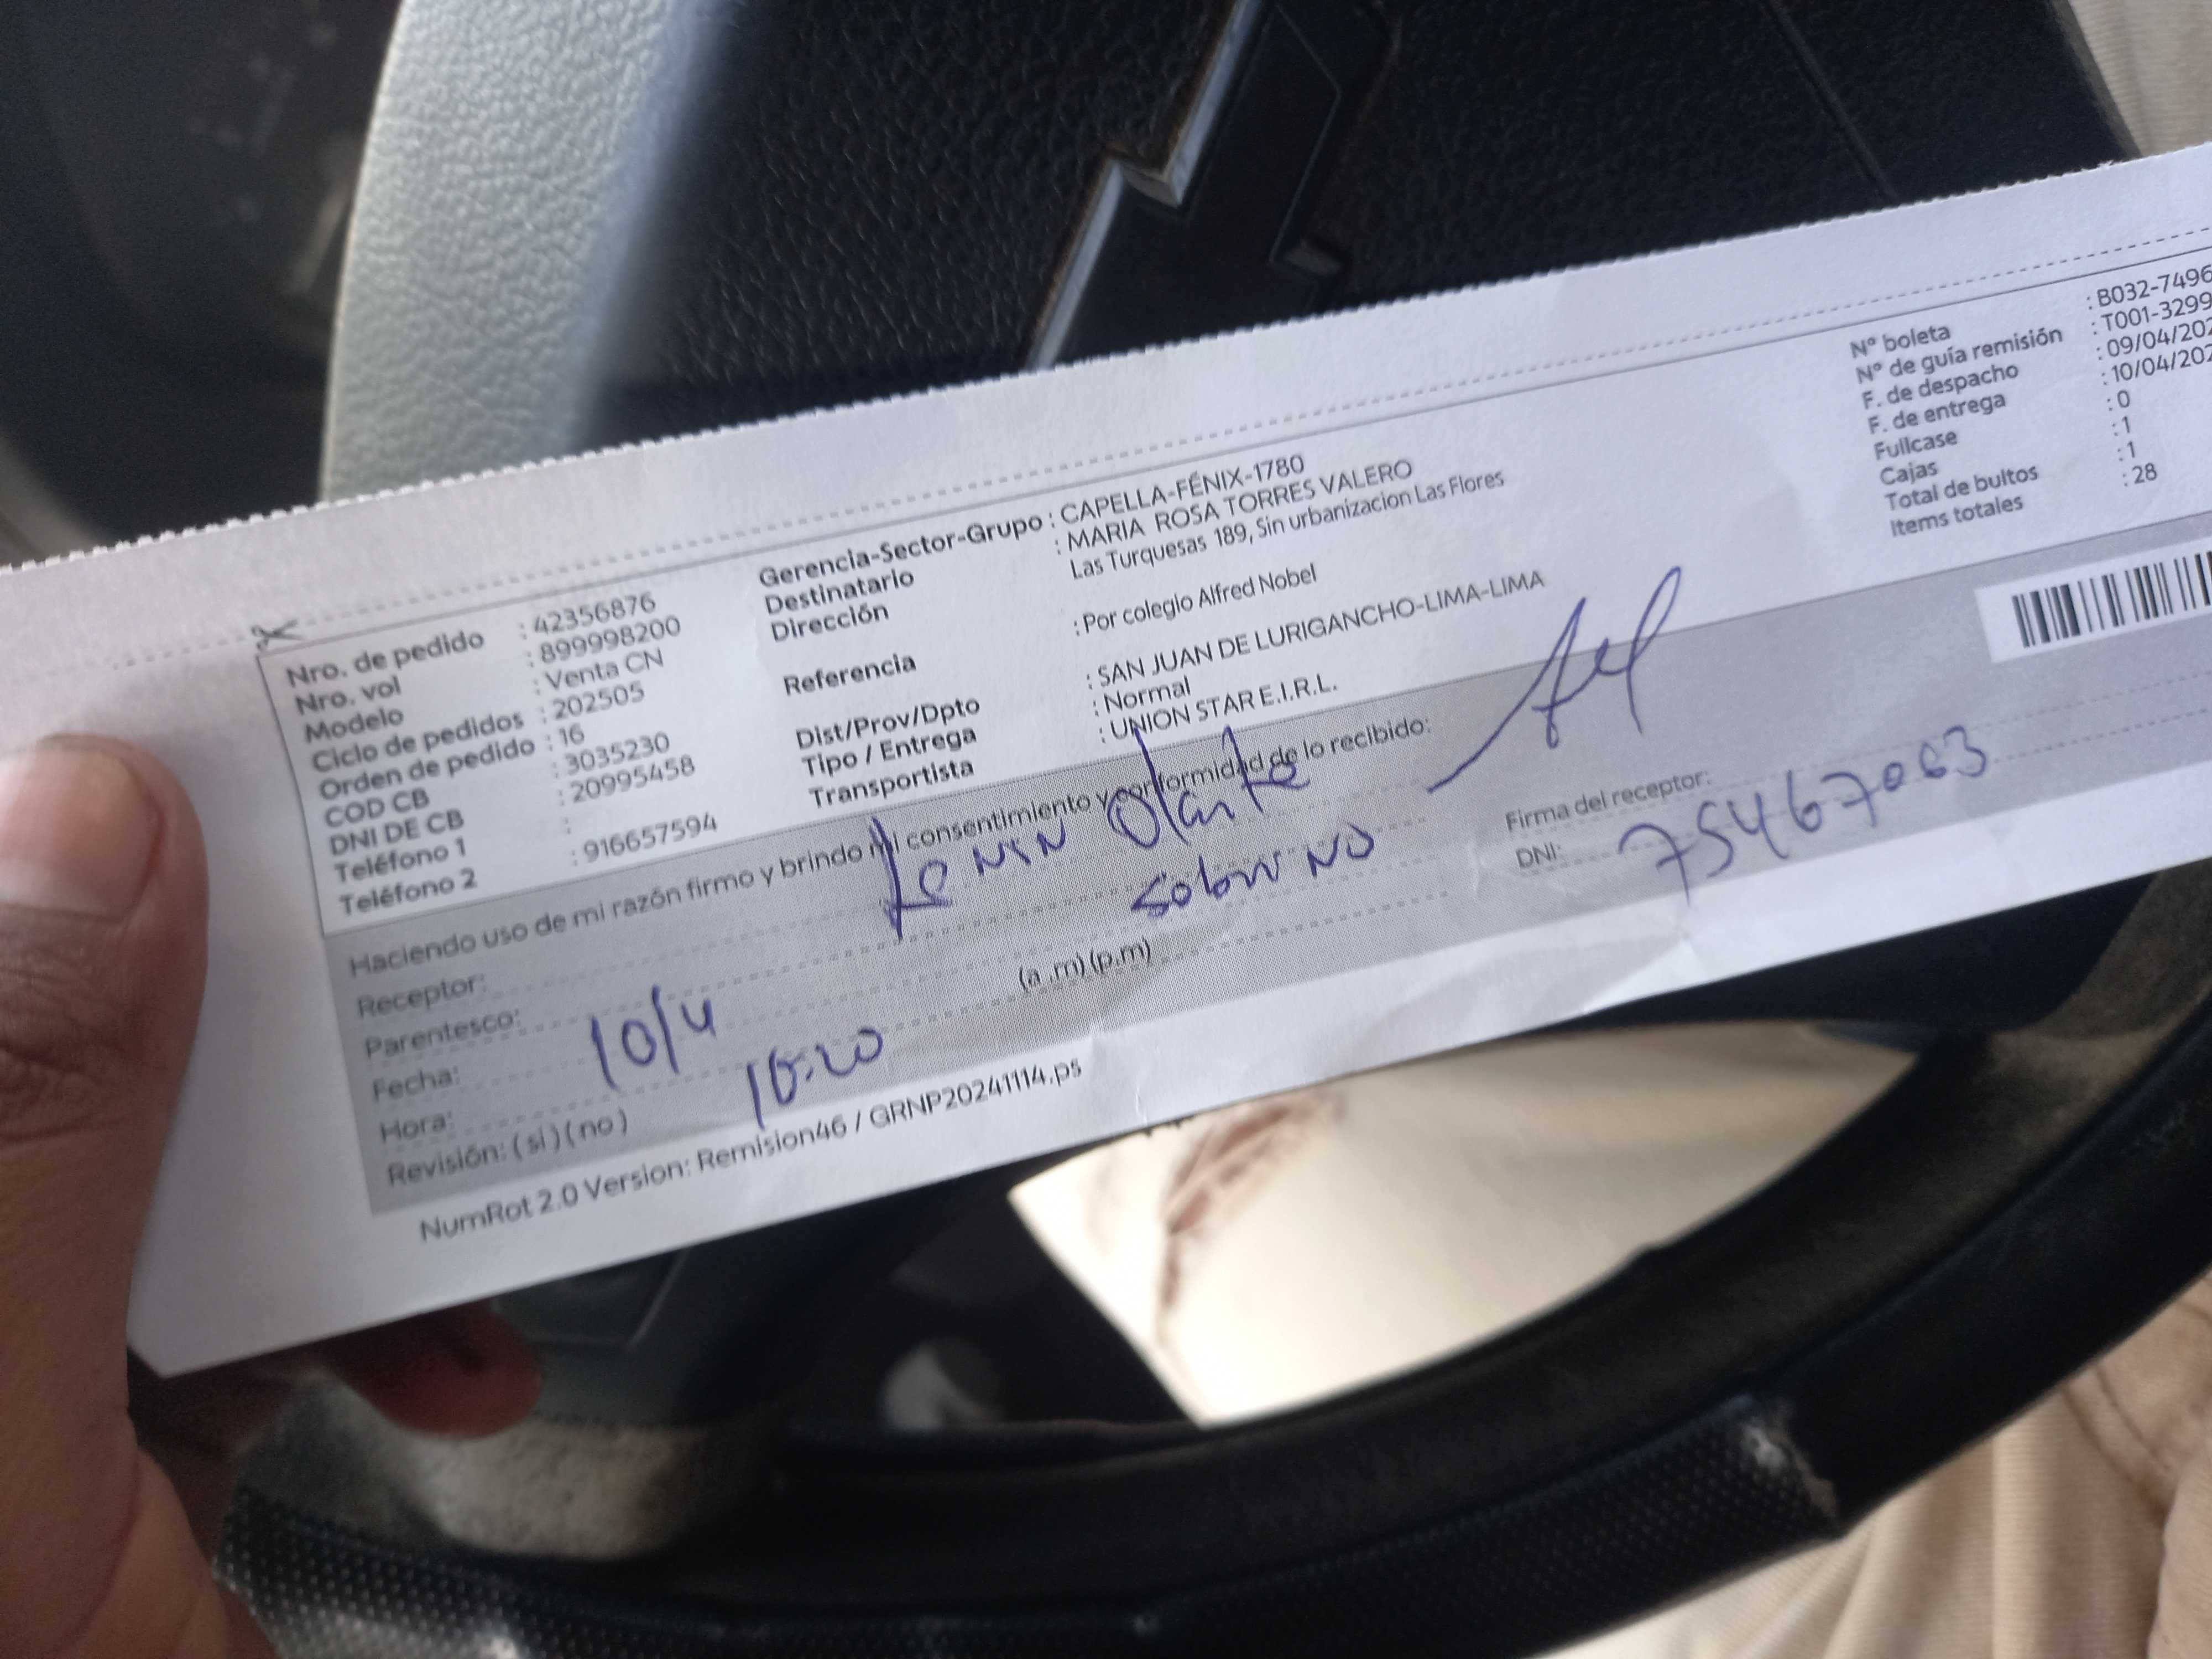 Nro. de pedido : 42356876
Nro. vol : 899998200
Modelo : Venta CN
Ciclo de pedidos : 202505
Orden de pedido : 16
COD CB : 3035230
DNI DE CB : 20995458
Teléfono 1 :
Teléfono 2 : 916657594
Gerencia-Sector-Grupo : CAPELLA-FÉNIX-1780
Destinatario : MARIA ROSA TORRES VALERO
Dirección Las Turquesas 189, Sin urbanizacion Las Flores
Referencia : Por colegio Alfred Nobel
Dist/Prov/Dpto : SAN JUAN DE LURIGANCHO-LIMA-LIMA
Tipo / Entrega : Normal
Transportista : UNION STAR E.I.R.L.
N° boleta : B032-7496
N° de guía remisión : T001-3299
F. de despacho : 09/04/202
F. de entrega : 10/04/202
Fullcase : 0
Cajas : 1
Total de bultos : 1
Items totales : 28
Haciendo uso de mi razón firmo y brindo mi consentimiento y conformidad de lo recibido:
Receptor: Olarte
Parentesco: sobrino
Fecha: 10/4
Hora: 10:20 (a .m) (p.m)
Revisión: ( si ) ( no )
Firma del receptor:
DNI:
NumRot 2.0 Version: Remision46 / GRNP20241114.ps